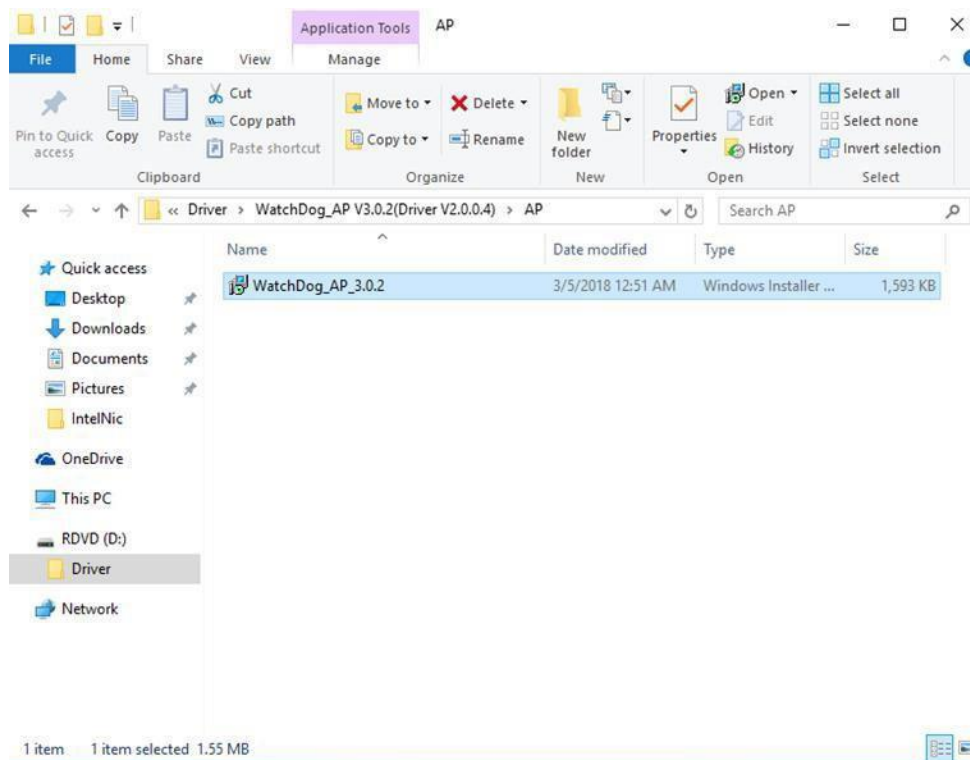 Application Tools AP
File Home Share View Manage
Pin to Quick access
Copy
Paste
Cut
Copy path
Paste shortcut
Move to
Copy to
Delete
Rename
New folder
Properties
Open
Edit
History
Select all
Select none
Invert selection
Clipboard Organize New Open Select
« Driver > WatchDog_AP V3.0.2(Driver V2.0.0.4) > AP
Search AP
Name Date modified Type Size
WatchDog_AP_3.0.2 3/5/2018 12:51 AM Windows Installer ... 1,593 KB
Quick access
Desktop
Downloads
Documents
Pictures
IntelNic
OneDrive
This PC
RDVD (D:)
Driver
Network
1 item 1 item selected 1.55 MB